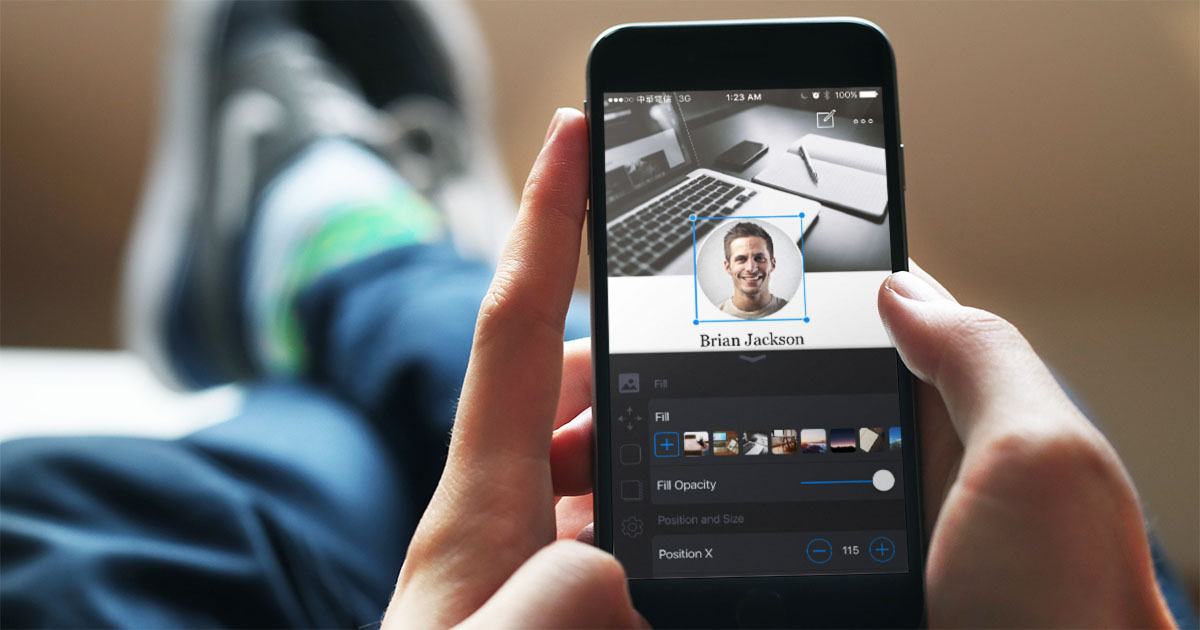 中華電信 3G 1:23 AM 100%
Brian Jackson
Fill
Fill
Fill Opacity
Position and Size
Position X 115